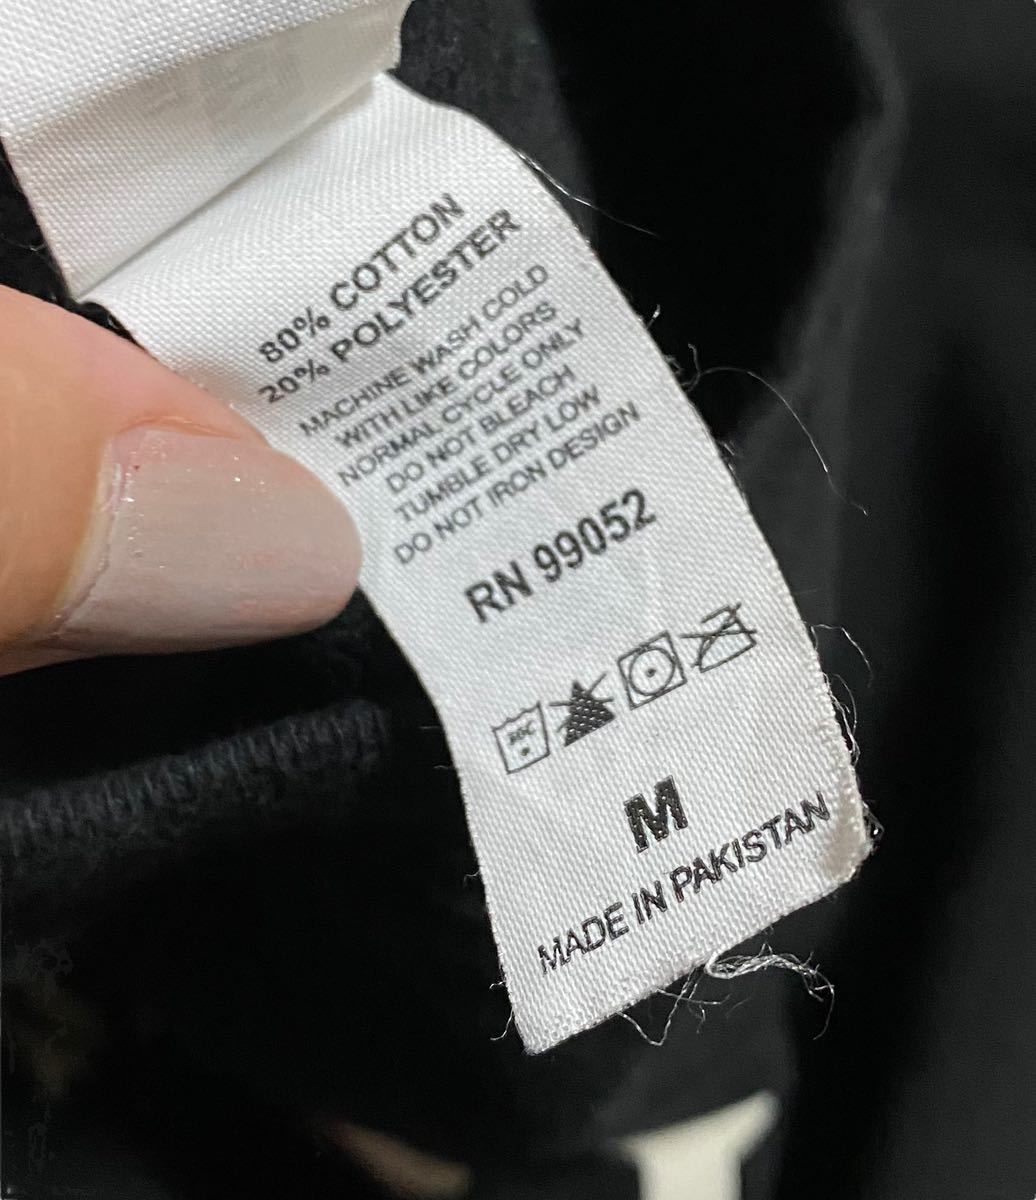 80% COTTON
20% POLYESTER
MACHINE WASH COLD
WITH LIKE COLORS
NORMAL CYCLE ONLY
DO NOT BLEACH
TUMBLE DRY LOW
DO NOT IRON DESIGN
RN 99052
M
MADE IN PAKISTAN